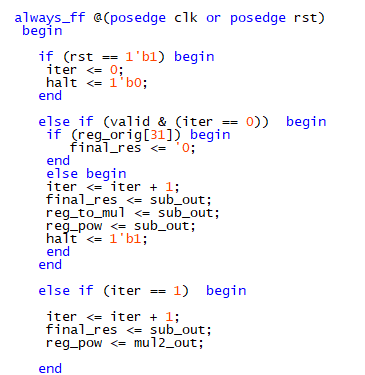 always_ff @(posedge clk or posedge rst)
begin
if (rst == 1'b1) begin
iter <= 0;
halt <= 1'b0;
end
else if (valid & (iter == 0)) begin
if (reg_orig[31]) begin
final_res <= '0;
end
else begin
iter <= iter + 1;
final_res <= sub_out;
reg_to_mul <= sub_out;
reg_pow <= sub_out;
halt <= 1'b1;
end
end
else if (iter == 1) begin
iter <= iter + 1;
final_res <= sub_out;
reg_pow <= mul2_out;
end